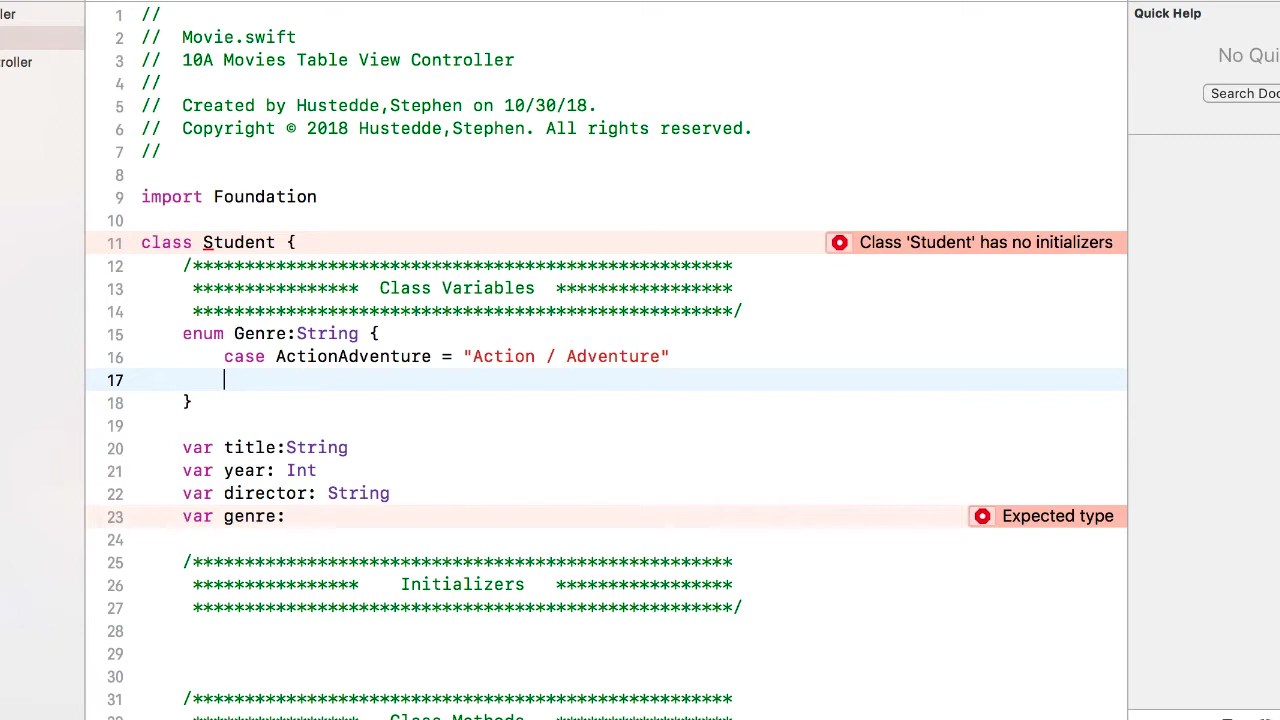 ller
roller
1 //
2 // Movie.swift
3 // 10A Movies Table View Controller
4 //
5 // Created by Hustedde,Stephen on 10/30/18.
6 // Copyright © 2018 Hustedde,Stephen. All rights reserved.
7 //
8
9 import Foundation
10
11 class Student { Class 'Student' has no initializers
12 /****************************************************
13 **************** Class Variables *****************
14 ****************************************************/
15 enum Genre:String {
16 case ActionAdventure = "Action / Adventure"
17
18 }
19
20 var title:String
21 var year: Int
22 var director: String
23 var genre: Expected type
24
25 /****************************************************
26 **************** Initializers *****************
27 ****************************************************/
28
29
30
31 /****************************************************
**************** Class Methods *****************
Quick Help
No Qui
Search Doc